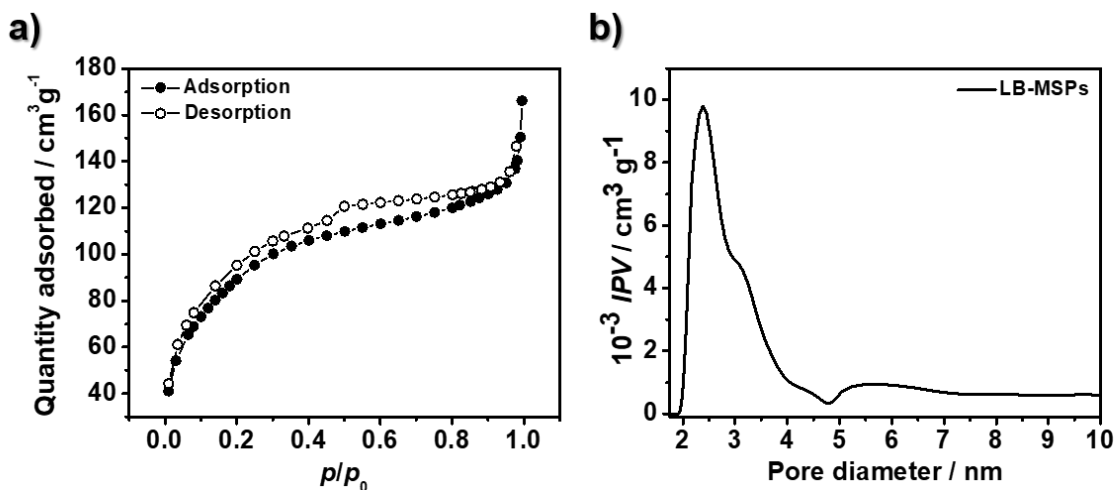 a)
Quantity adsorbed / cm³g⁻¹
180
160
140
120
100
80
60
40
Adsorption
Desorption
0.0 0.2 0.4 0.6 0.8 1.0
p/p₀
b)
10⁻³ IPV / cm³ g⁻¹
10
8
6
4
2
0
LB-MSPs
2 3 4 5 6 7 8 9 10
Pore diameter / nm